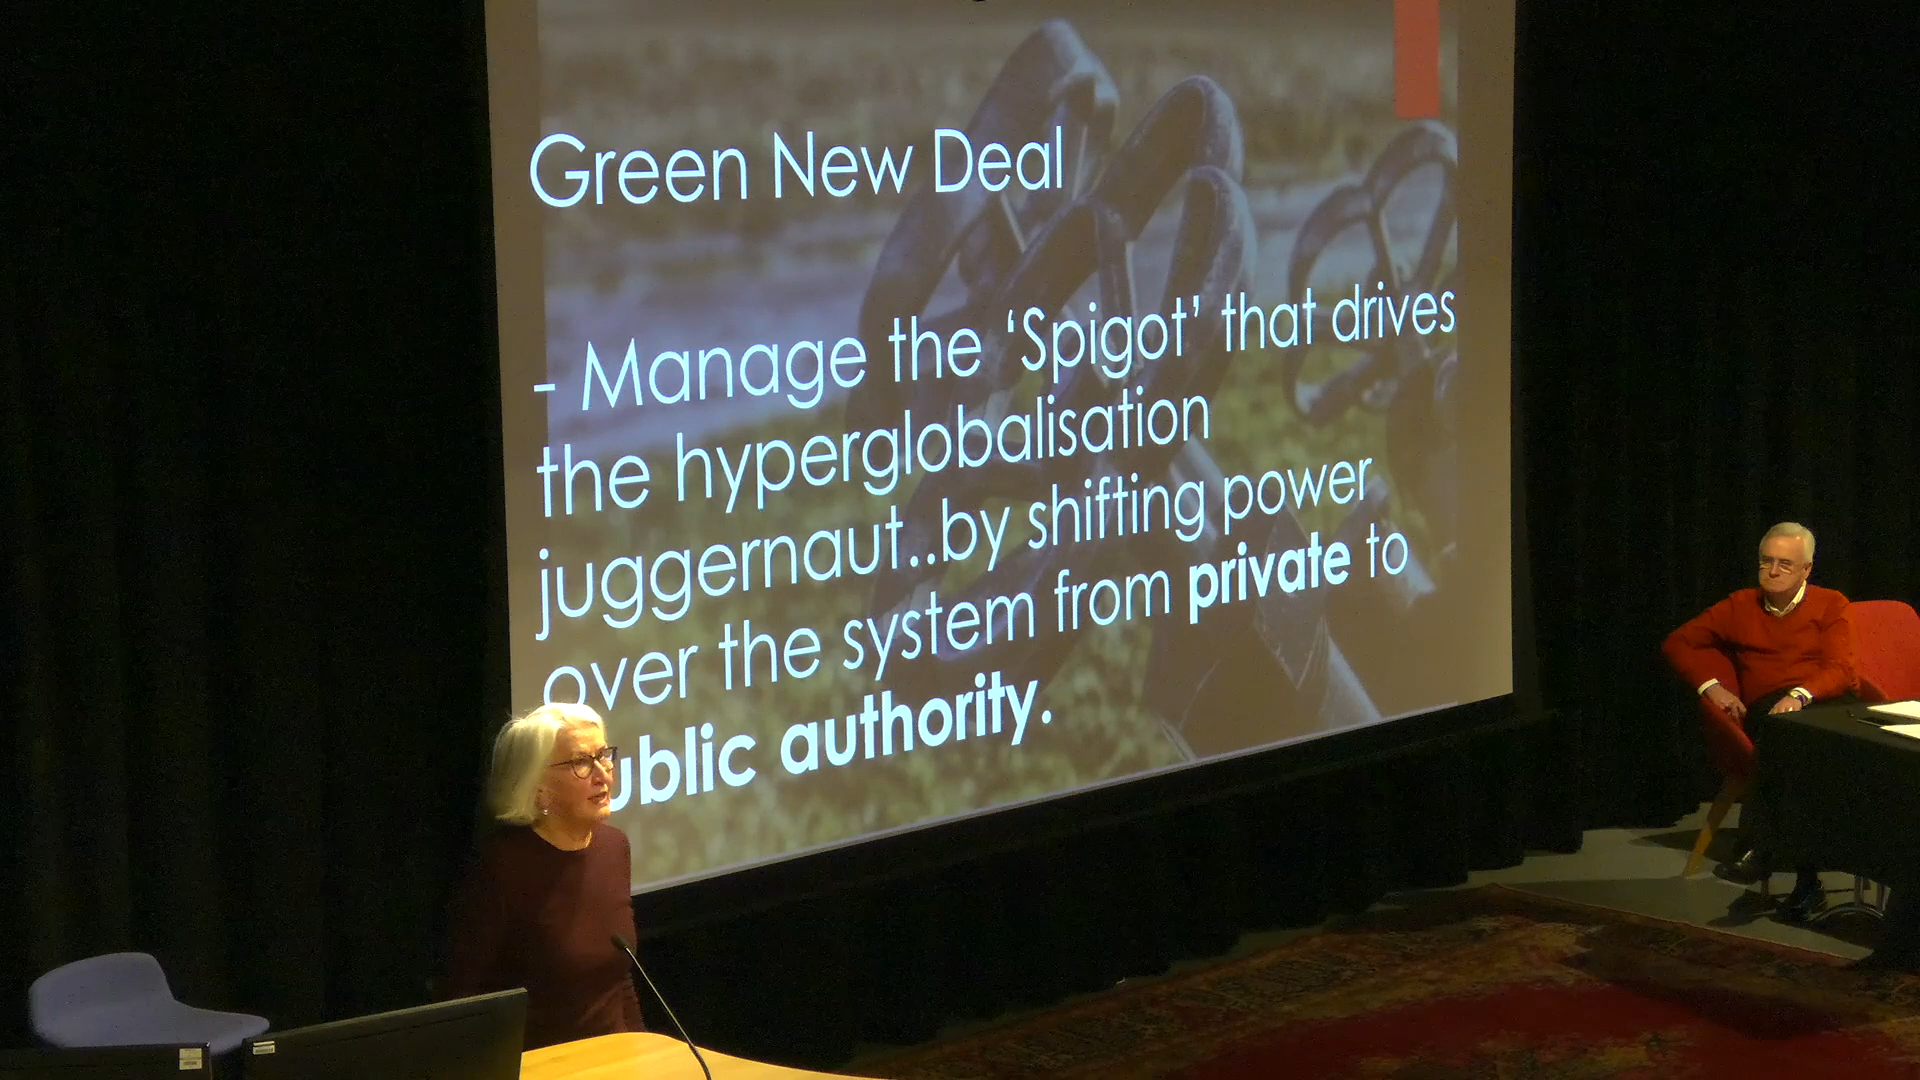 Green New Deal
- Manage the ‘Spigot’ that drives
the hyperglobalisation
juggernaut..by shifting power
over the system from private to
ublic authority.